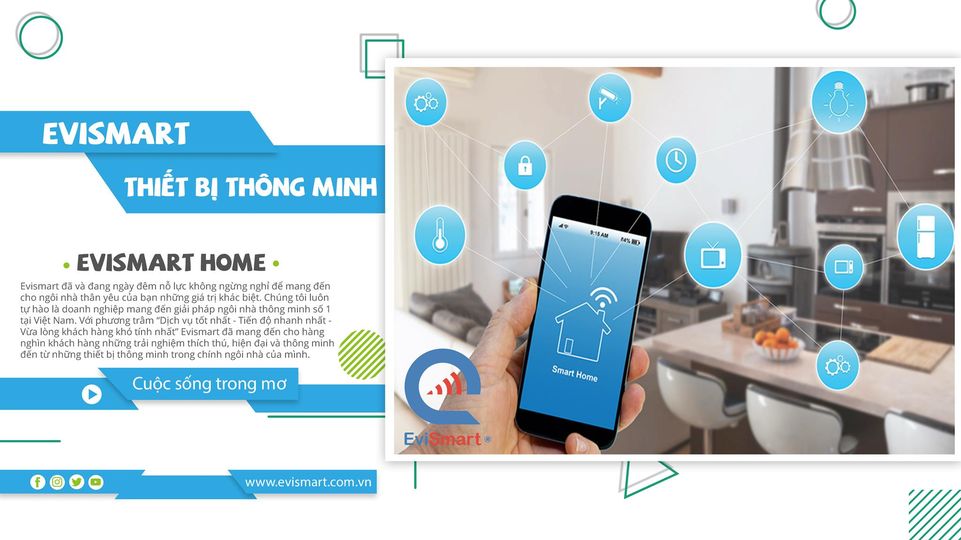 EVISMART
THIẾT BỊ THÔNG MINH
EVISMART HOME
Evismart đã và đang ngày đêm nỗ lực không ngừng nghỉ để mang đến
cho ngôi nhà thân yêu của bạn những giá trị khác biệt. Chúng tôi luôn
tự hào là doanh nghiệp mang đến giải pháp ngôi nhà thông minh số 1
tại Việt Nam. Với phương trâm "Dịch vụ tốt nhất - Tiến độ nhanh nhất -
Vừa lòng khách hàng khó tính nhất" Evismart đã mang đến cho hàng
nghìn khách hàng những trải nghiệm thích thú, hiện đại và thông minh
đến từ những thiết bị thông minh trong chính ngôi nhà của mình.
Cuộc sống trong mơ
www.evismart.com.vn
9:15 AM
64%
Smart Home
EviSmart ®